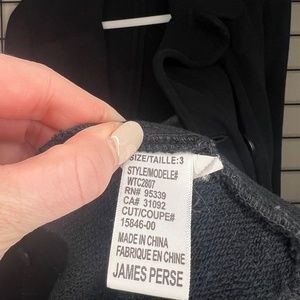 SIZE/TAILLE:3
STYLE/MODELE#
WTC2807
RN# 95339
CA# 31092
CUT/COUPE#
15846-00
MADE IN CHINA
FABRIQUE EN CHINE
JAMES PERSE